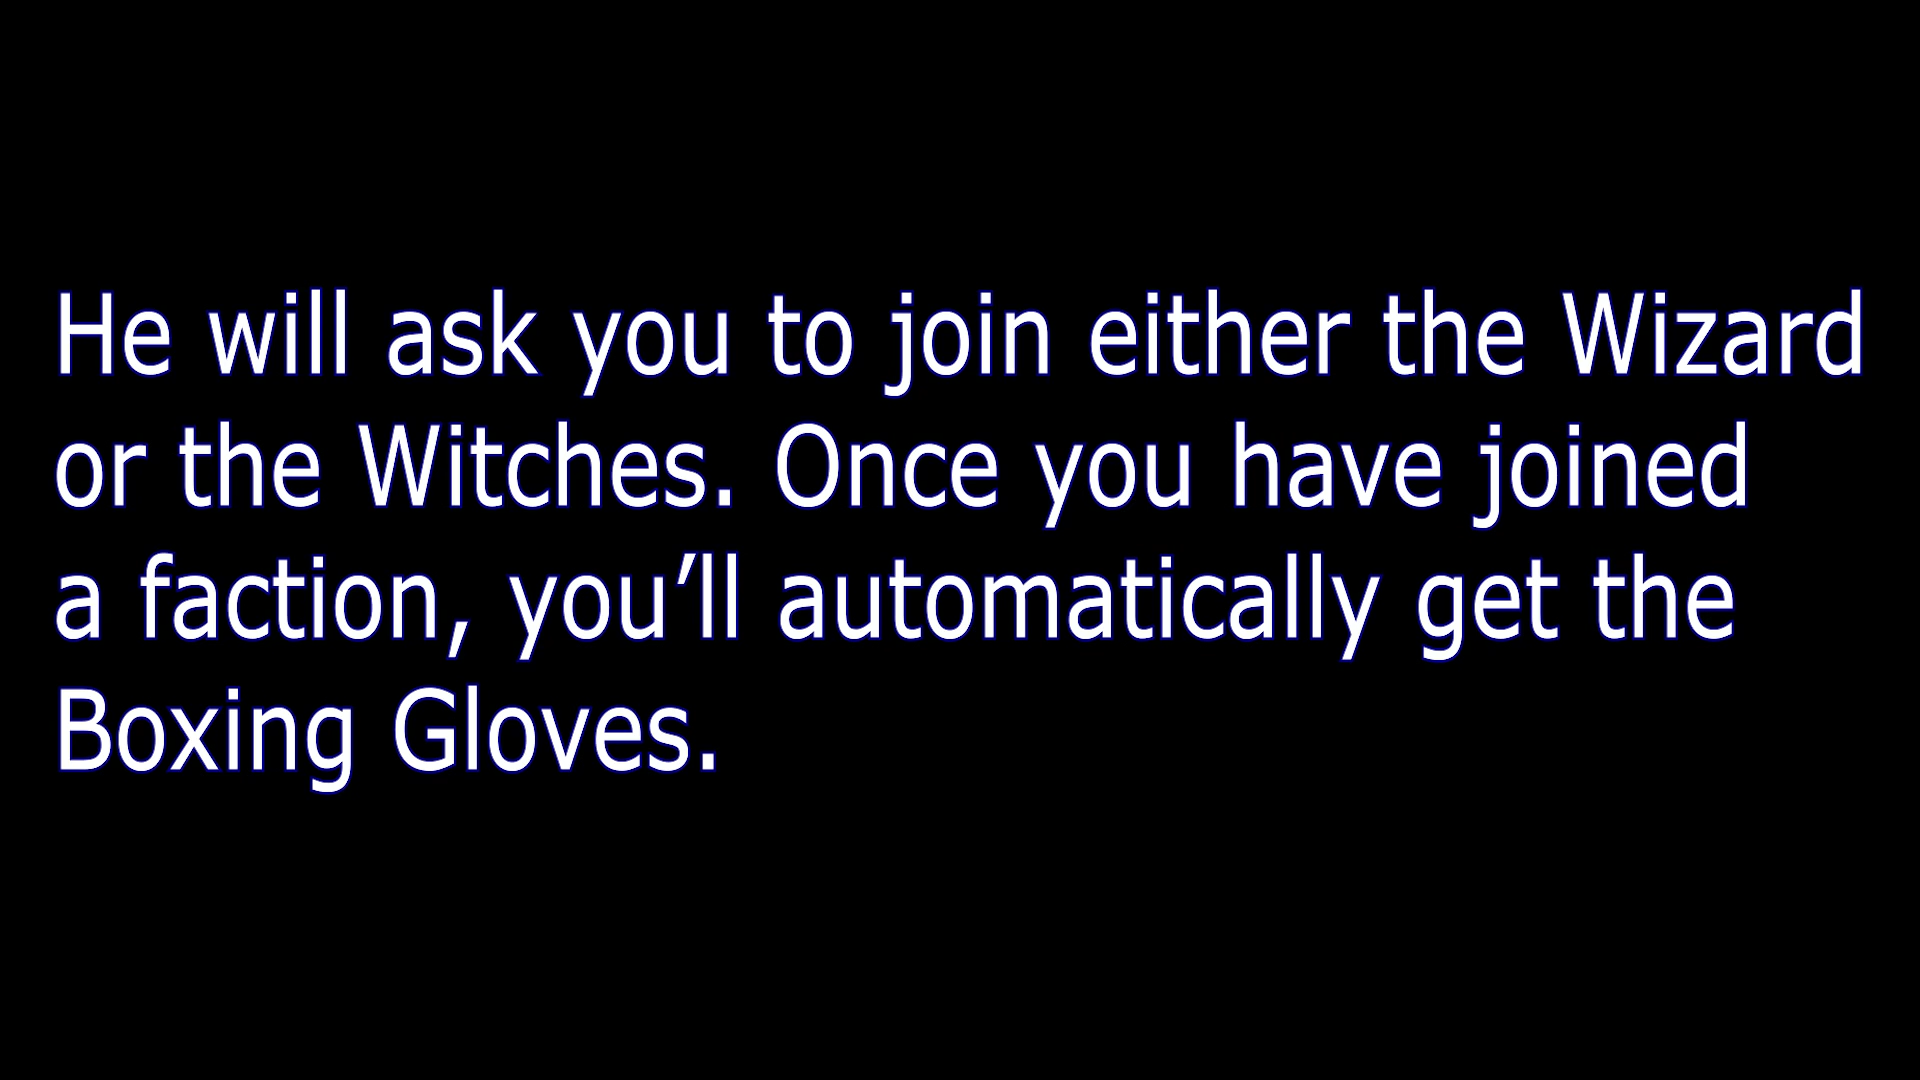 He will ask you to join either the Wizard
or the Witches. Once you have joined
a faction, you’ll automatically get the
Boxing Gloves.